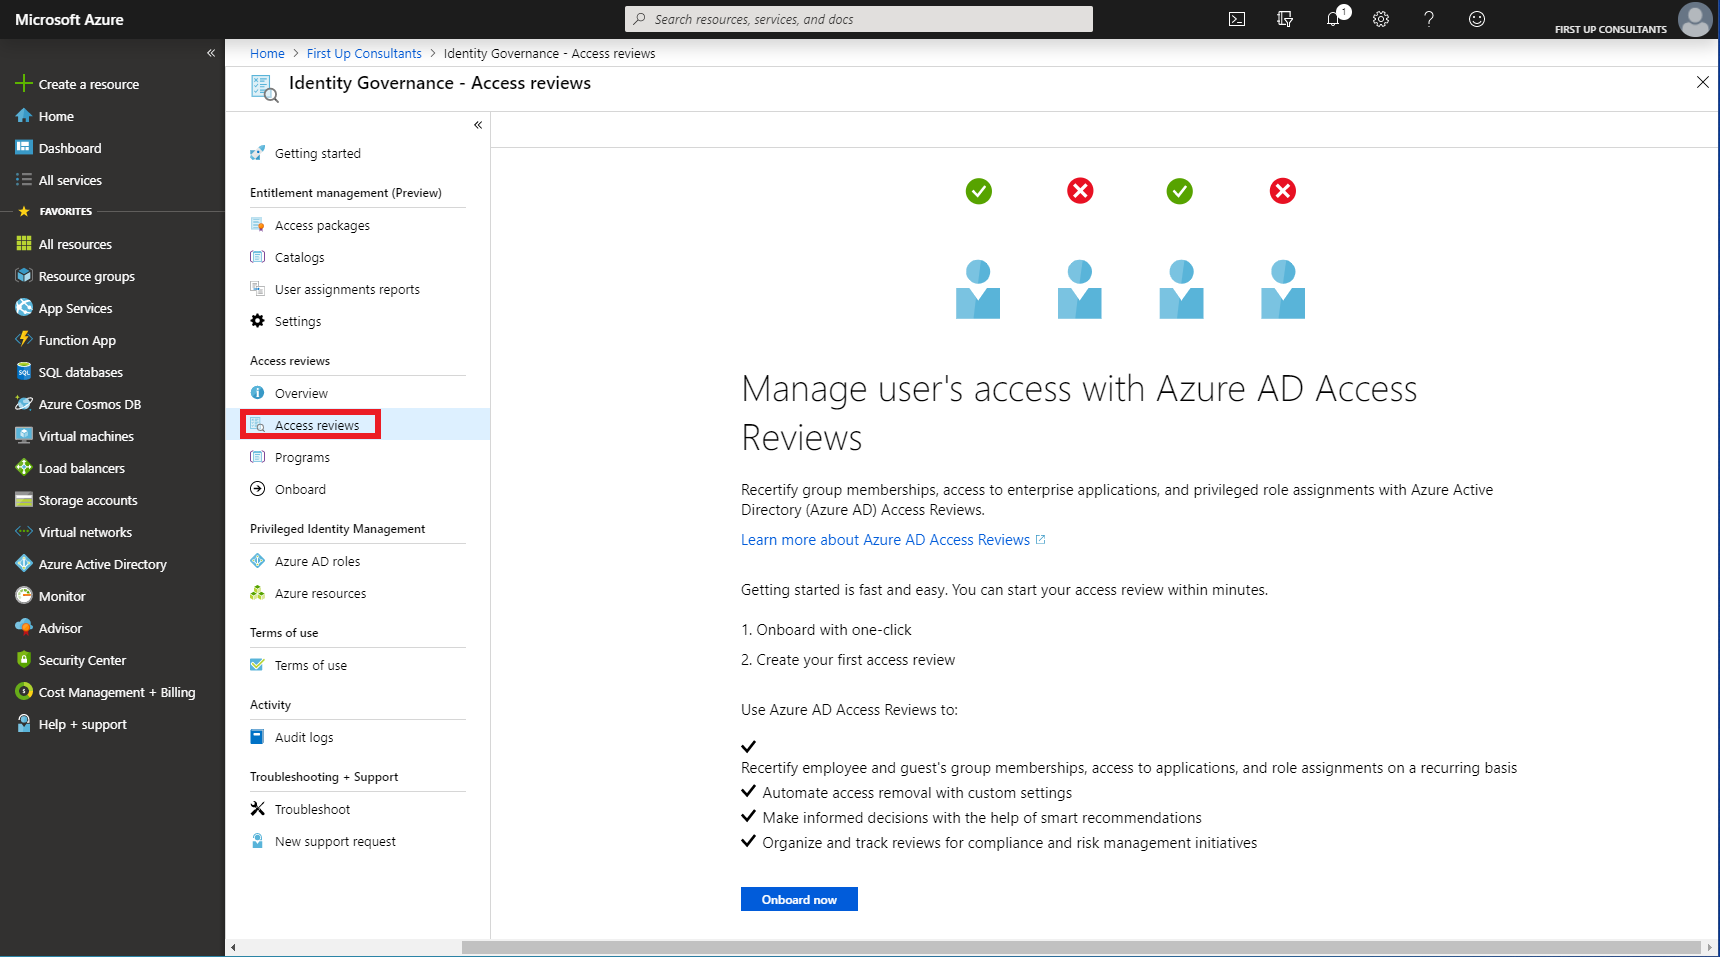 Microsoft Azure
Search resources, services, and docs
1
FIRST UP CONSULTANTS
«
Create a resource
Home
Dashboard
All services
FAVORITES
All resources
Resource groups
App Services
Function App
SQL databases
Azure Cosmos DB
Virtual machines
Load balancers
Storage accounts
Virtual networks
Azure Active Directory
Monitor
Advisor
Security Center
Cost Management + Billing
Help + support
Home > First Up Consultants > Identity Governance - Access reviews
Identity Governance - Access reviews
«
Getting started
Entitlement management (Preview)
Access packages
Catalogs
User assignments reports
Settings
Access reviews
Overview
Access reviews
Programs
Onboard
Privileged Identity Management
Azure AD roles
Azure resources
Terms of use
Terms of use
Activity
Audit logs
Troubleshooting + Support
Troubleshoot
New support request
Manage user's access with Azure AD Access
Reviews
Recertify group memberships, access to enterprise applications, and privileged role assignments with Azure Active
Directory (Azure AD) Access Reviews.
Learn more about Azure AD Access Reviews
Getting started is fast and easy. You can start your access review within minutes.
1. Onboard with one-click
2. Create your first access review
Use Azure AD Access Reviews to:
Recertify employee and guest's group memberships, access to applications, and role assignments on a recurring basis
Automate access removal with custom settings
Make informed decisions with the help of smart recommendations
Organize and track reviews for compliance and risk management initiatives
Onboard now